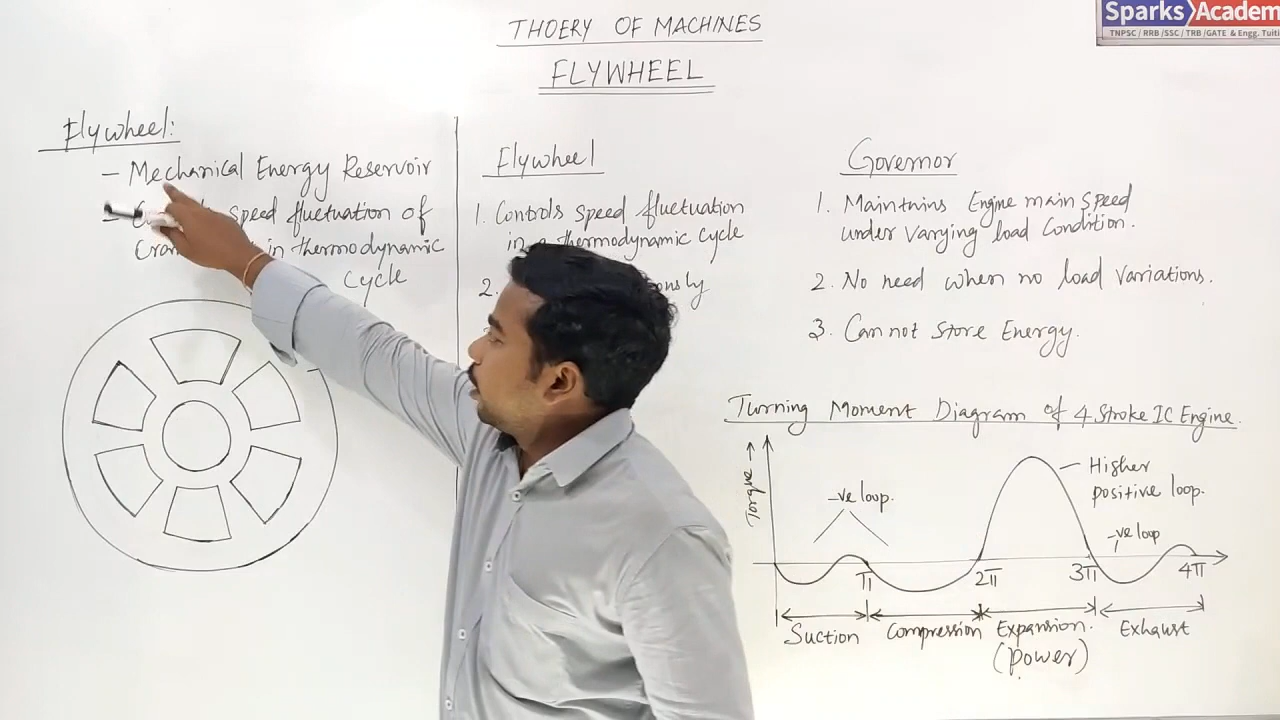 Sparks Academ
TNPSC / RRB / SSC / TRB / GATE & Engg. Tuiti
THOERY OF MACHINES
FLYWHEEL
Flywheel:
- Mechanical Energy Reservoir
- speed fluctuation of
in thermodynamic
cycle
Flywheel
1. Controls speed fluctuation
in a thermodynamic cycle
2.
Governor
1. Maintains Engine main speed
under varying load Condition.
2. No need when no load variations.
3. Can not store Energy.
Turning Moment Diagram of 4 Stroke IC Engine.
Torque →
-ve loop.
Higher
positive loop.
-ve loop
π 2π 3π 4π
Suction Compression Expansion. Exhaust
(power)